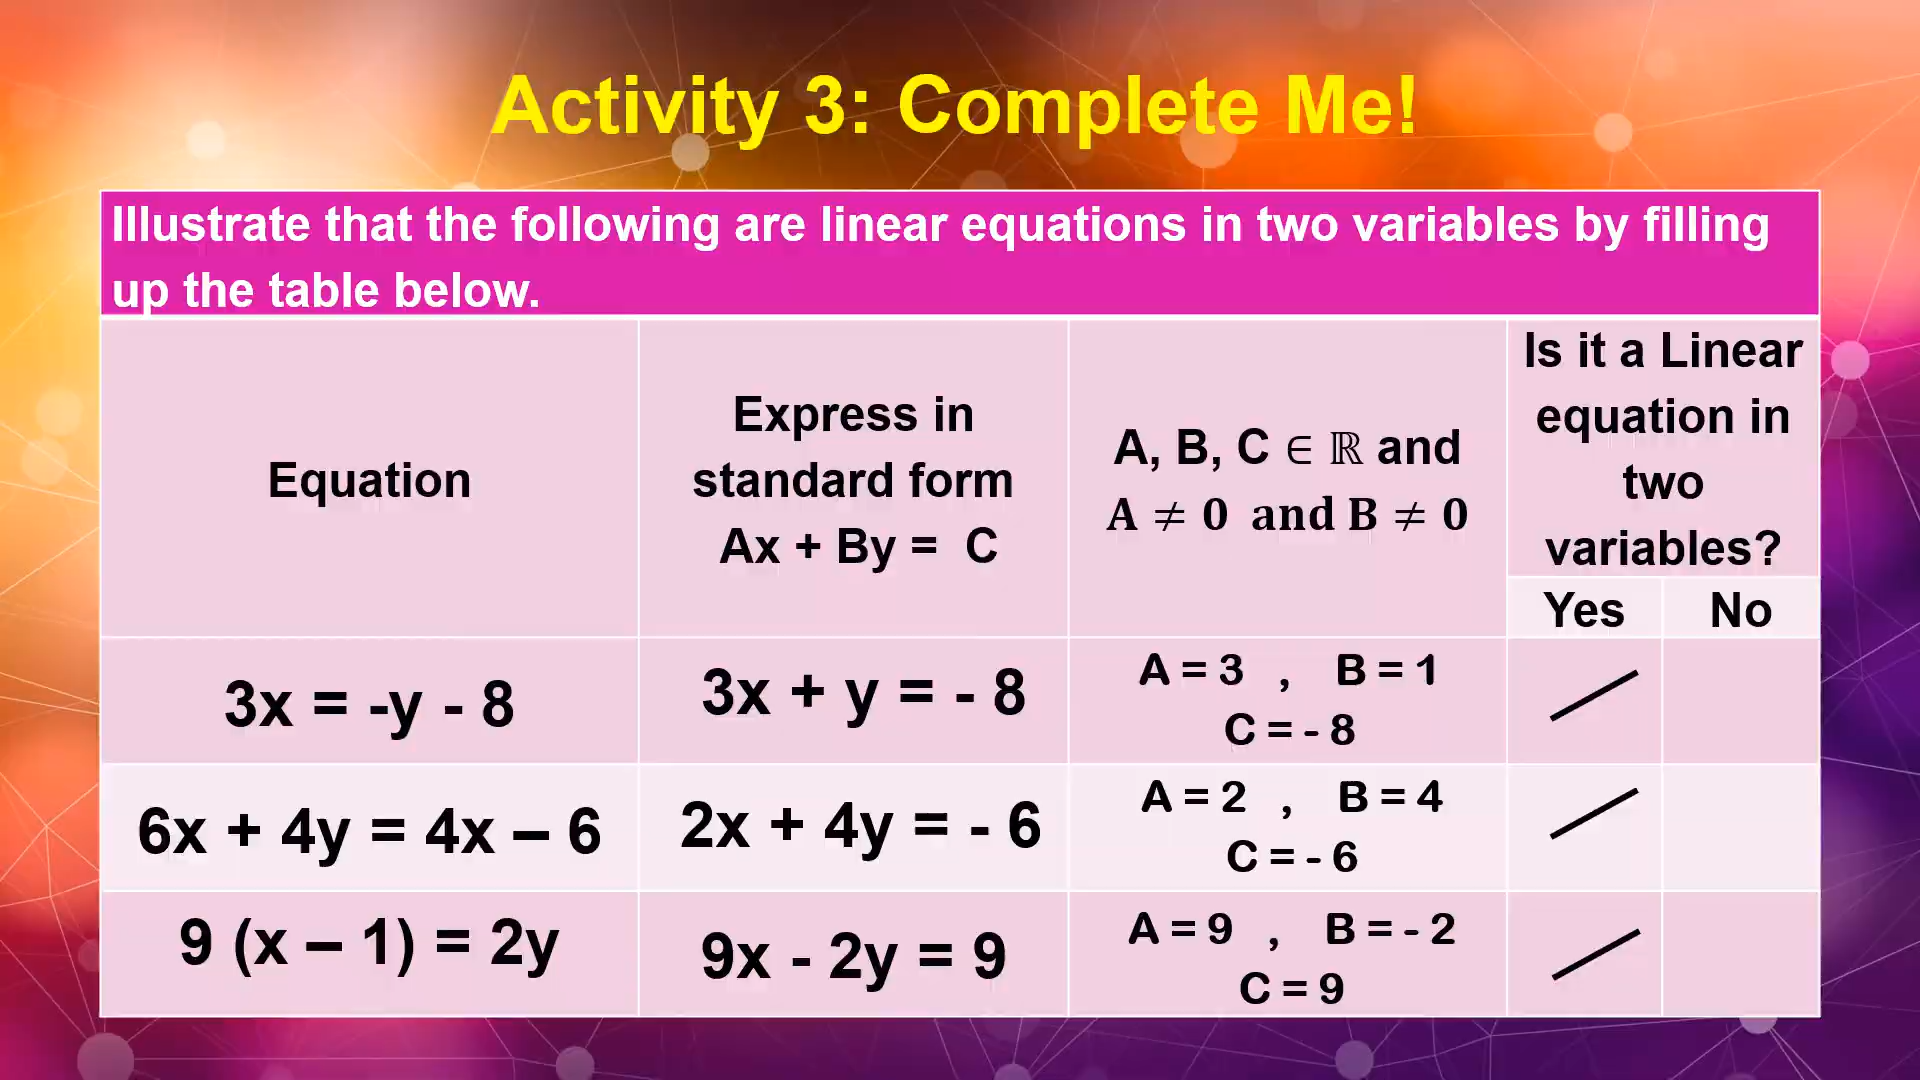 Activity 3: Complete Me!
Illustrate that the following are linear equations in two variables by filling
up the table below.
Equation
Express in
standard form
Ax + By = C
A, B, C ∈ ℝ and
A ≠ 0 and B ≠ 0
Is it a Linear
equation in
two
variables?
Yes
No
3x = -y - 8
3x + y = - 8
A = 3 , B = 1
C = - 8
6x + 4y = 4x – 6
2x + 4y = - 6
A = 2 , B = 4
C = - 6
9 (x – 1) = 2y
9x - 2y = 9
A = 9 , B = - 2
C = 9